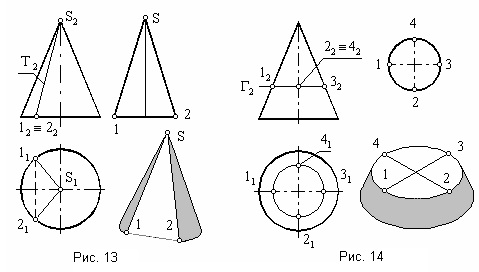 S₂
S
T₂
1₂≡2₂
1
2
1₁
S₁
2₁
S
1
2
Рис. 13
2₂≡4₂
1₂
Г₂
3₂
4
1
3
2
4₁
1₁
3₁
2₁
4
3
1
2
Рис. 14